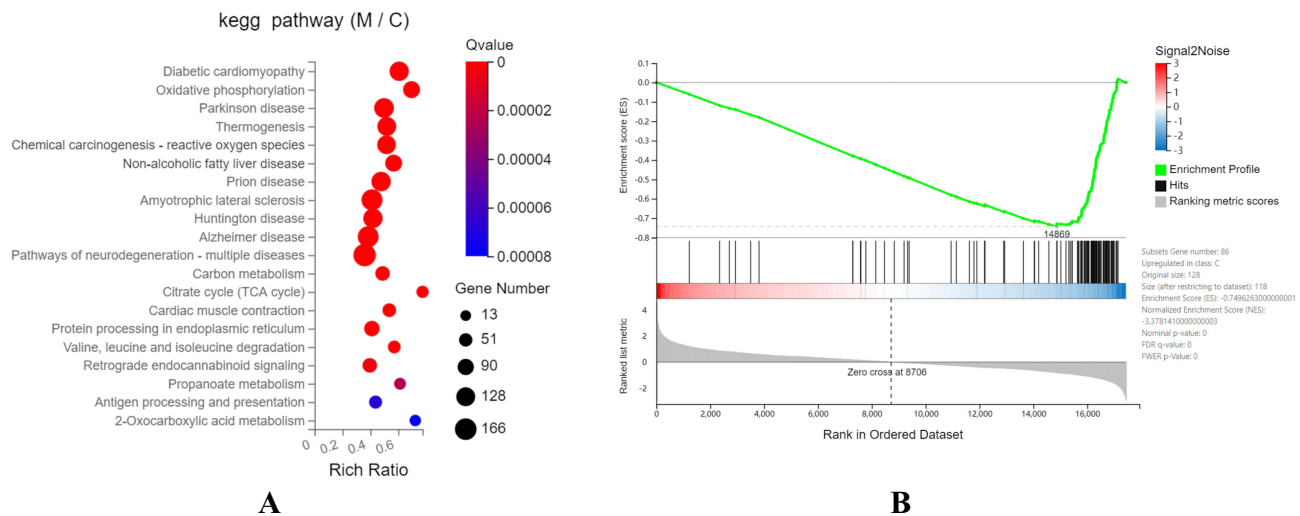 kegg pathway (M / C)
Diabetic cardiomyopathy
Oxidative phosphorylation
Parkinson disease
Thermogenesis
Chemical carcinogenesis - reactive oxygen species
Non-alcoholic fatty liver disease
Prion disease
Amyotrophic lateral sclerosis
Huntington disease
Alzheimer disease
Pathways of neurodegeneration - multiple diseases
Carbon metabolism
Citrate cycle (TCA cycle)
Cardiac muscle contraction
Protein processing in endoplasmic reticulum
Valine, leucine and isoleucine degradation
Retrograde endocannabinoid signaling
Propanoate metabolism
Antigen processing and presentation
2-Oxocarboxylic acid metabolism
0 0.2 0.4 0.6
Rich Ratio
Qvalue
0
0.00002
0.00004
0.00006
0.00008
Gene Number
13
51
90
128
166
A
Enrichment score (ES)
0.1
0.0
-0.1
-0.2
-0.3
-0.4
-0.5
-0.6
-0.7
-0.8
14869
Ranked list metric
4
2
0
-2
Zero cross at 8706
0 2,000 4,000 6,000 8,000 10,000 12,000 14,000 16,000
Rank in Ordered Dataset
Signal2Noise
3
2
1
0
-1
-2
-3
Enrichment Profile
Hits
Ranking metric scores
Subsets Gene number: 86
Upregulated in class: C
Original size: 128
Size (after restricting to dataset): 118
Enrichment Score (ES): -0.7496263000000001
Normalized Enrichment Score (NES):
-3.3781410000000003
Nominal p-value: 0
FDR q-value: 0
FWER p-Value: 0
B